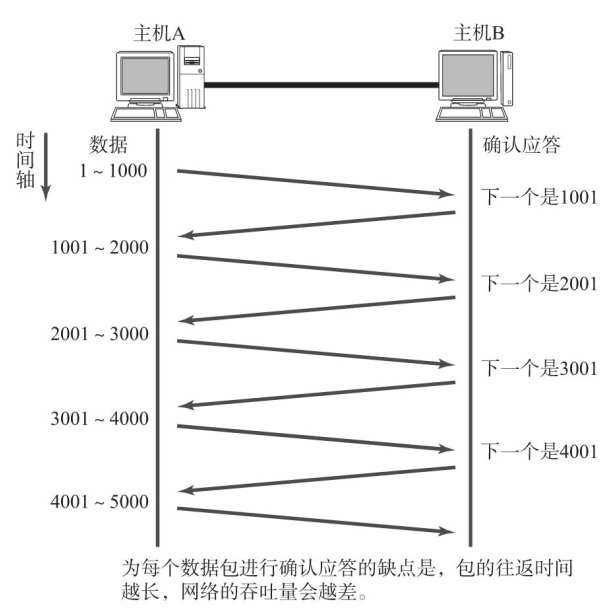 主机A
主机B
时间轴
数据
确认应答
1 ~ 1000
下一个是1001
1001 ~ 2000
下一个是2001
2001 ~ 3000
下一个是3001
3001 ~ 4000
下一个是4001
4001 ~ 5000
为每个数据包进行确认应答的缺点是，包的往返时间
越长，网络的吞吐量会越差。